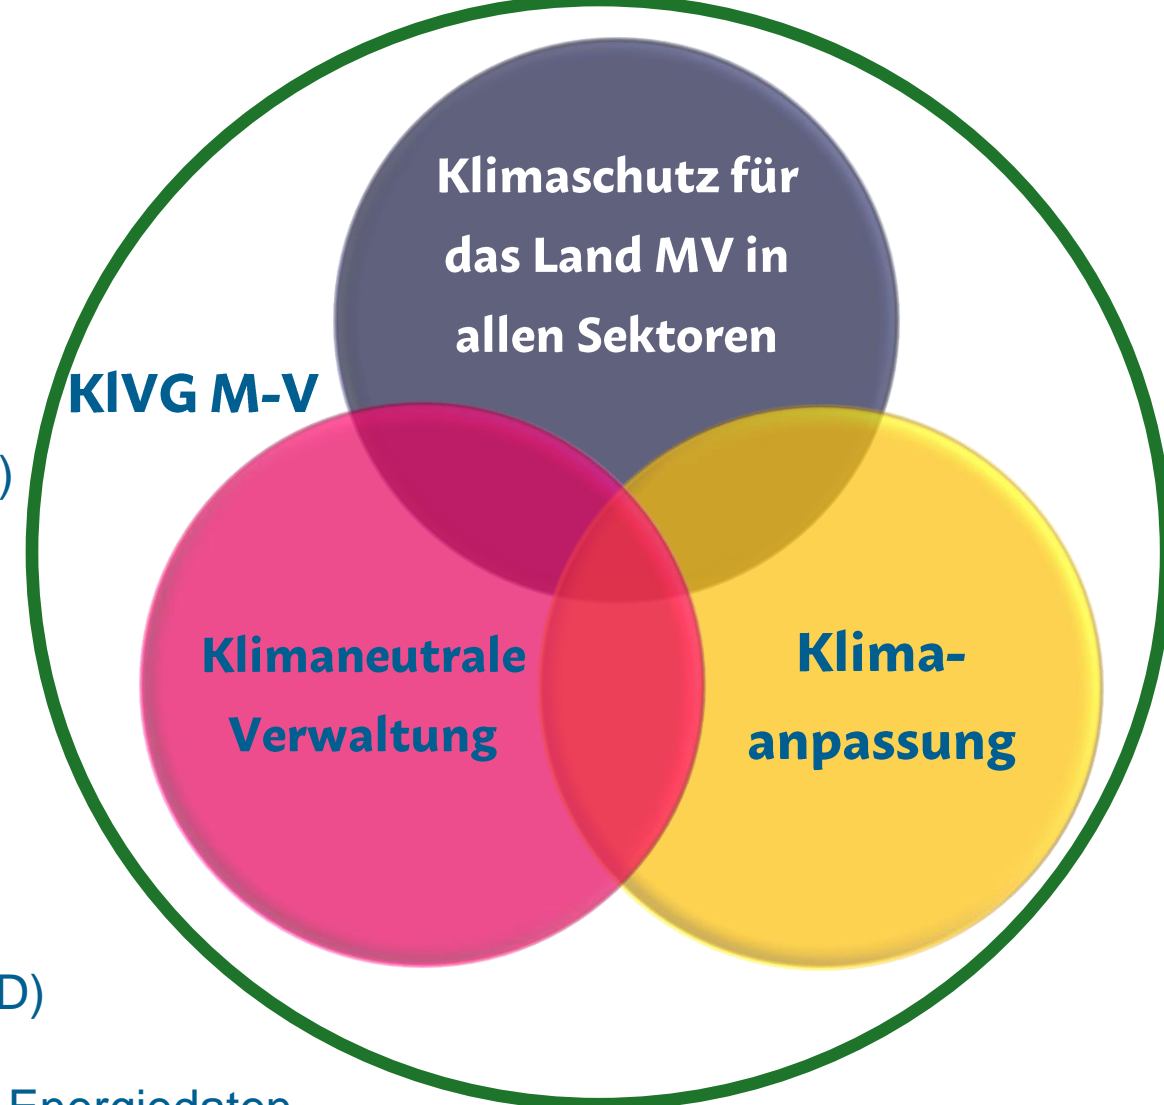 Klimaschutz für
das Land MV in
allen Sektoren
KlVG M-V
)
Klimaneutrale
Verwaltung
Klima-
anpassung
D)
Energiedaten